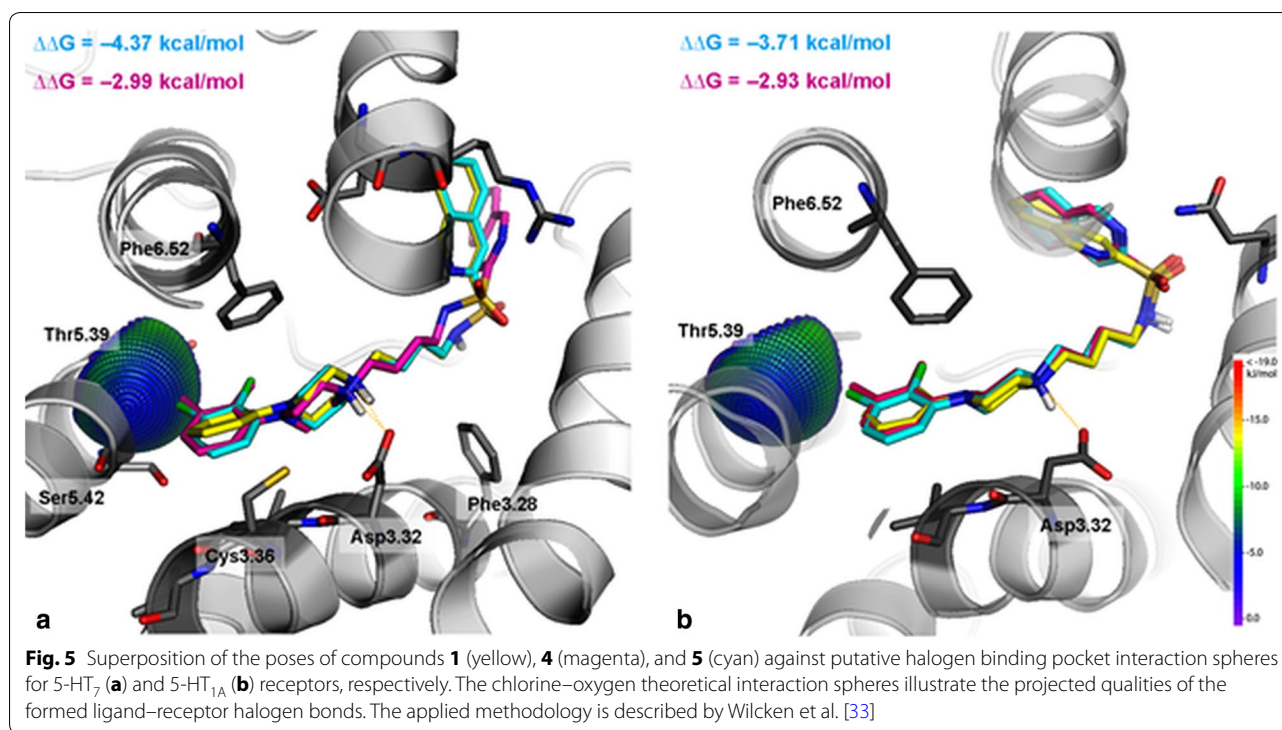 ΔΔG = –4.37 kcal/mol
ΔΔG = –2.99 kcal/mol
Phe6.52
Thr5.39
Ser5.42
Cys3.36
Asp3.32
Phe3.28
a
ΔΔG = –3.71 kcal/mol
ΔΔG = –2.93 kcal/mol
Phe6.52
Thr5.39
Asp3.32
< -19.0
kJ/mol
-15.0
-10.0
-5.0
0.0
b
Fig. 5 Superposition of the poses of compounds 1 (yellow), 4 (magenta), and 5 (cyan) against putative halogen binding pocket interaction spheres
for 5-HT7 (a) and 5-HT1A (b) receptors, respectively. The chlorine–oxygen theoretical interaction spheres illustrate the projected qualities of the
formed ligand–receptor halogen bonds. The applied methodology is described by Wilcken et al. [33]